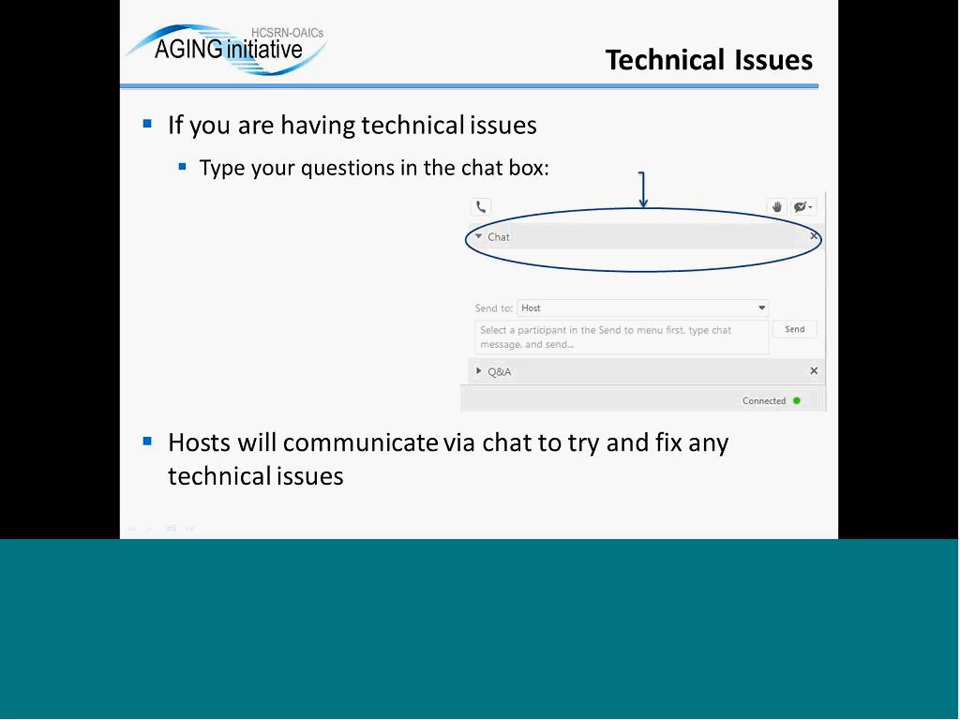 HCSRN-OAICs
AGING initiative
Technical Issues
If you are having technical issues
Type your questions in the chat box:
Chat
Send to: Host
Select a participant in the Send to menu first, type chat
message, and send...
Send
Q&A
Connected
Hosts will communicate via chat to try and fix any
technical issues